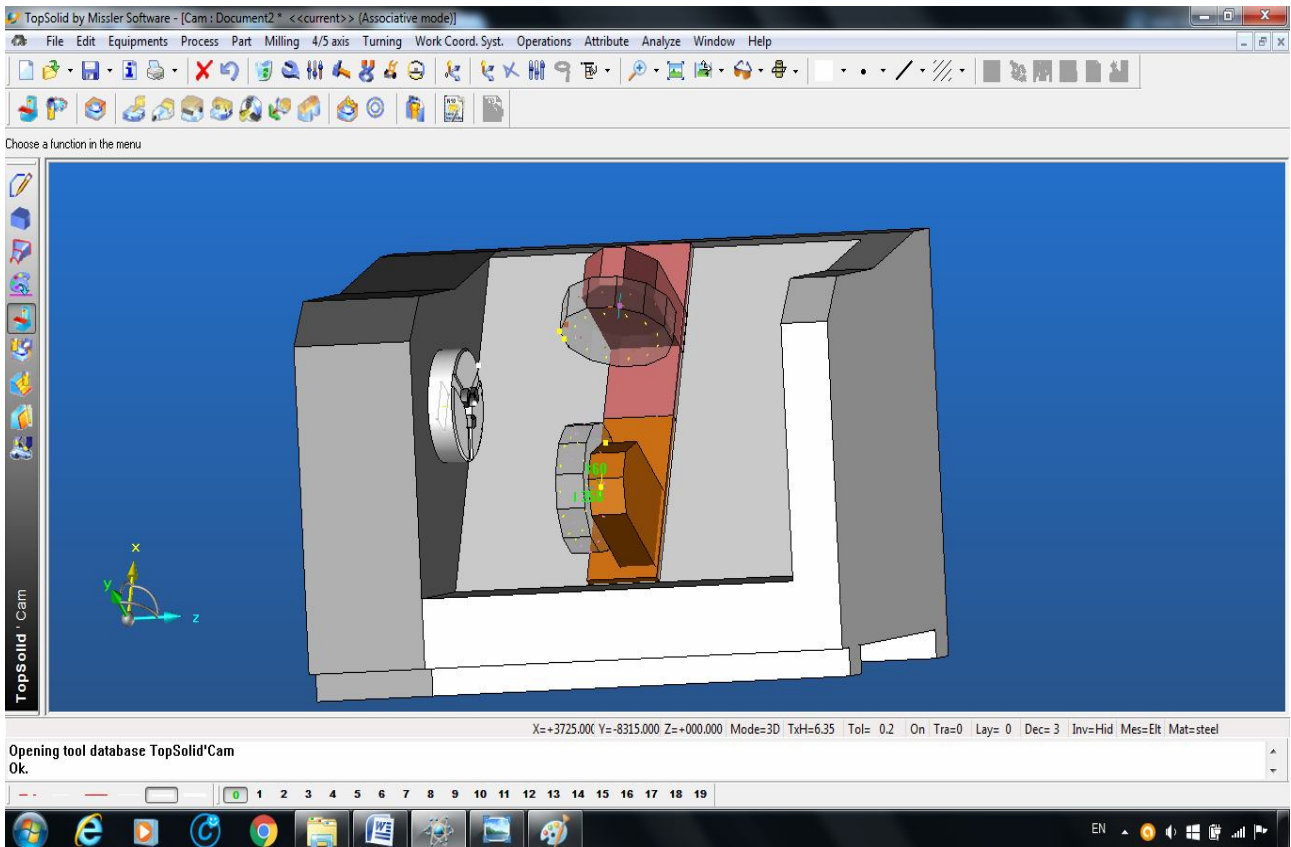 TopSolid by Missler Software - [Cam : Document2 * <<current>> (Associative mode)]
File Edit Equipments Process Part Milling 4/5 axis Turning Work Coord. Syst. Operations Attribute Analyze Window Help
Choose a function in the menu
x
y
z
TopSolid'Cam
X=+3725.00( Y=-8315.000 Z=+000.000 Mode=3D TxH=6.35 Tol= 0.2 On Tra=0 Lay= 0 Dec= 3 Inv=Hid Mes=Elt Mat=steel
Opening tool database TopSolid'Cam
Ok.
0 1 2 3 4 5 6 7 8 9 10 11 12 13 14 15 16 17 18 19
EN